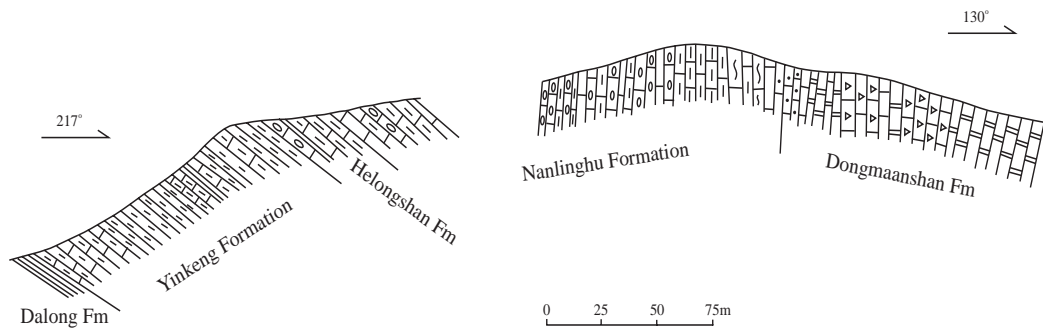 217°
Dalong Fm
Yinkeng Formation
Helongshan Fm
130°
Nanlinghu Formation
Dongmaanshan Fm
0 25 50 75m